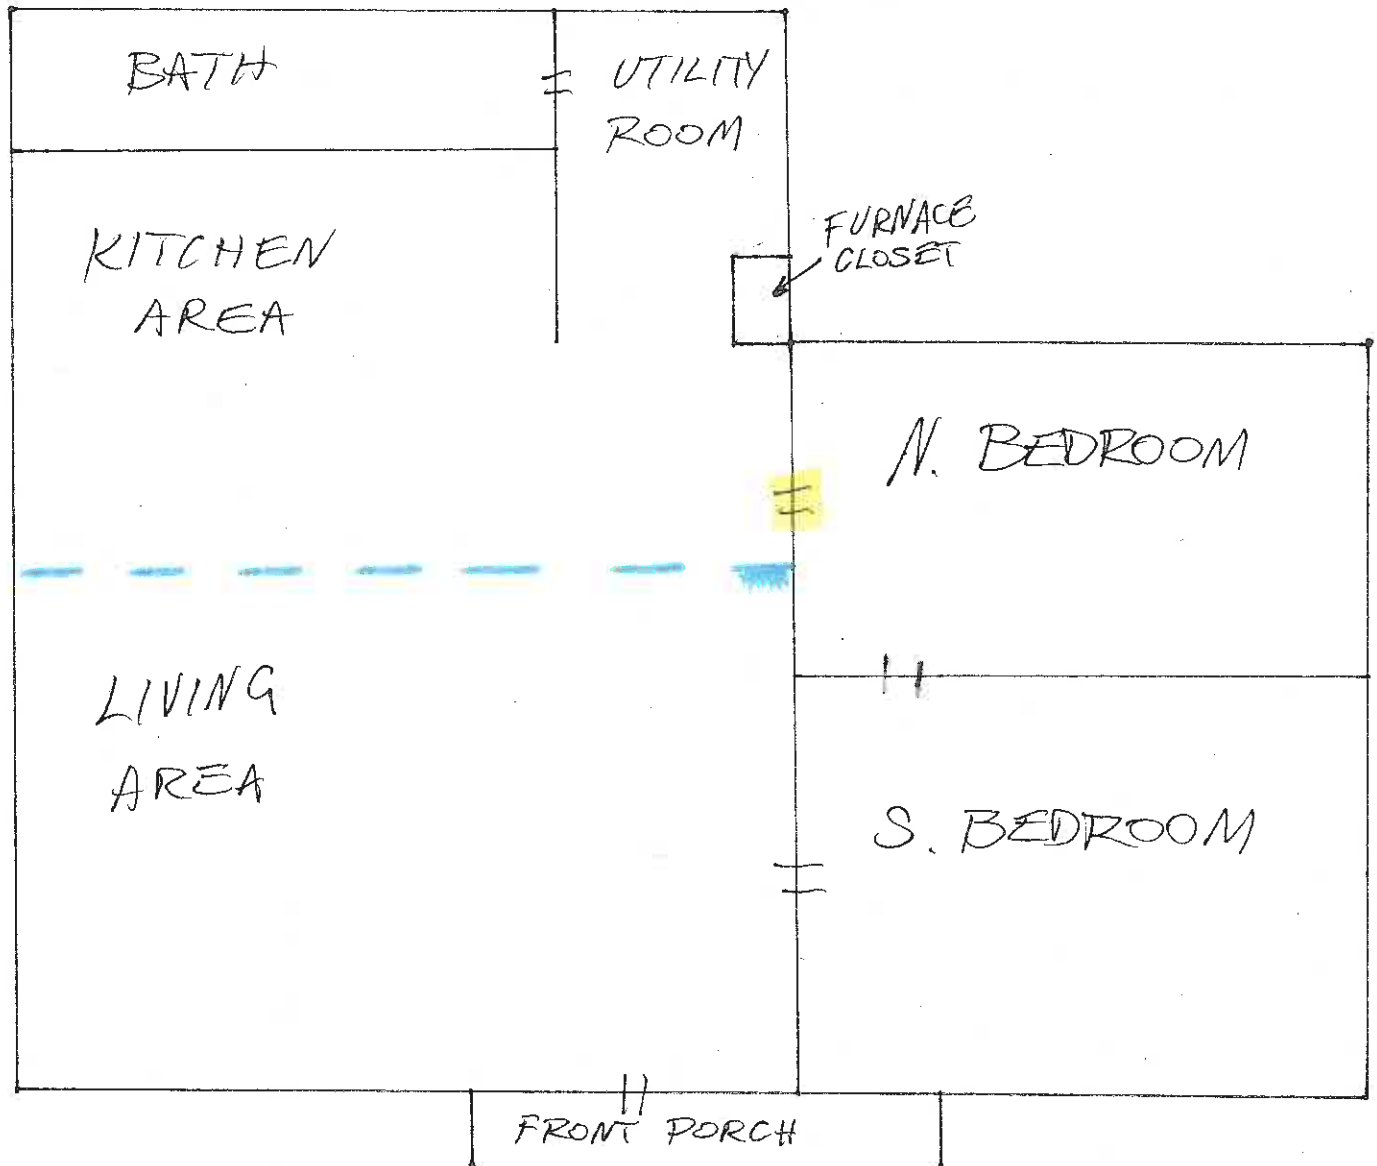 BATH
UTILITY
ROOM
KITCHEN
AREA
FURNACE
CLOSET
N. BEDROOM
LIVING
AREA
S. BEDROOM
FRONT PORCH